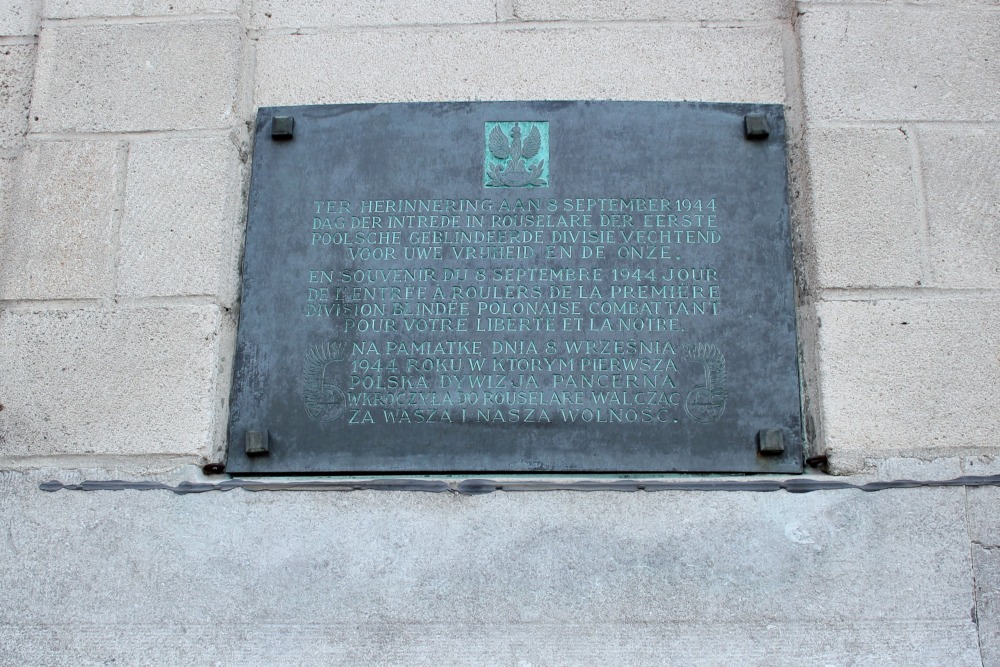 TER HERINNERING AAN 8 SEPTEMBER 1944
DAG DER INTREDE IN ROUSELARE DER EERSTE
POOLSCHE GEBLINDEERDE DIVISIE VECHTEND
VOOR UWE VRIJHEID EN DE ONZE.
EN SOUVENIR DU 8 SEPTEMBRE 1944 JOUR
DE L'ENTRÉE À ROULERS DE LA PREMIÈRE
DIVISION BLINDÉE POLONAISE COMBATTANT
POUR VOTRE LIBERTÉ ET LA NÔTRE.
NA PAMIATKE DNIA 8 WRZEŚNIA
1944 ROKU W KTORYM PIERWSZA
POLSKA DYWIZJA PANCERNA
WKROCZYŁA DO ROUSELARE WALCZĄC
ZA WASZĄ I NASZĄ WOLNOŚĆ.